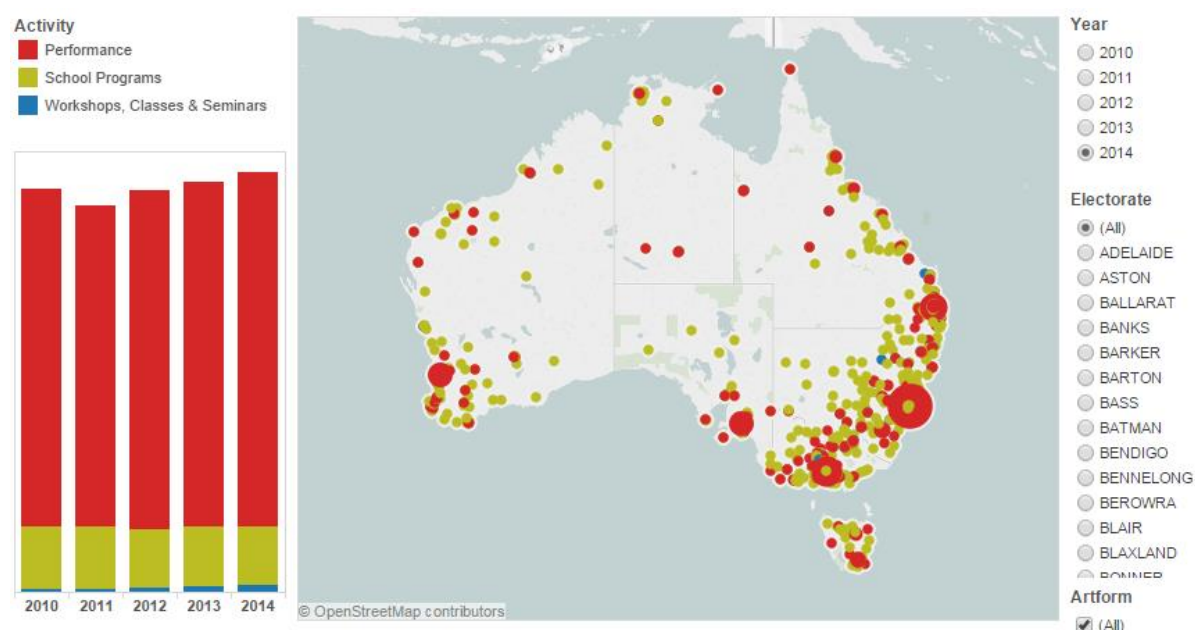 Activity
Performance
School Programs
Workshops, Classes & Seminars
2010 2011 2012 2013 2014
© OpenStreetMap contributors
Year
2010
2011
2012
2013
2014
Electorate
(All)
ADELAIDE
ASTON
BALLARAT
BANKS
BARKER
BARTON
BASS
BATMAN
BENDIGO
BENNELONG
BEROWRA
BLAIR
BLAXLAND
BONNER
Artform
(All)